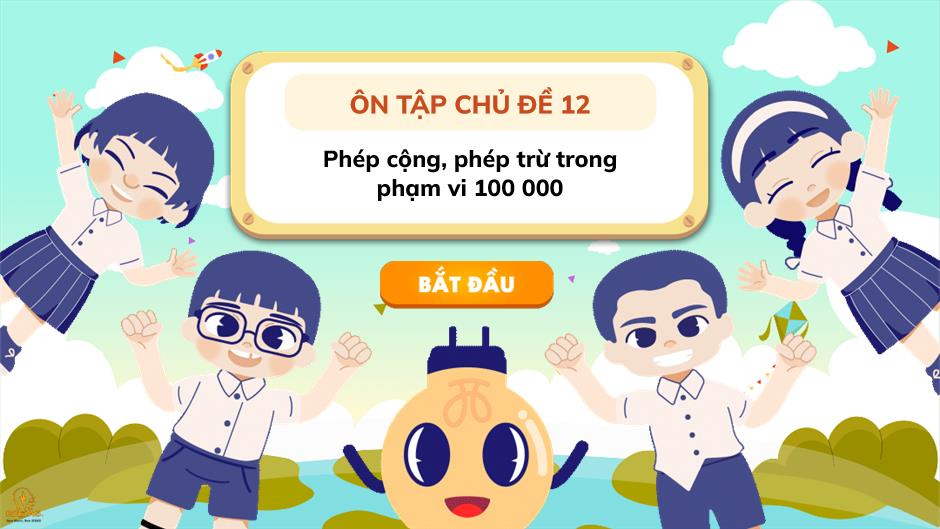 ÔN TẬP CHỦ ĐỀ 12
Phép cộng, phép trừ trong
phạm vi 100 000
BẮT ĐẦU